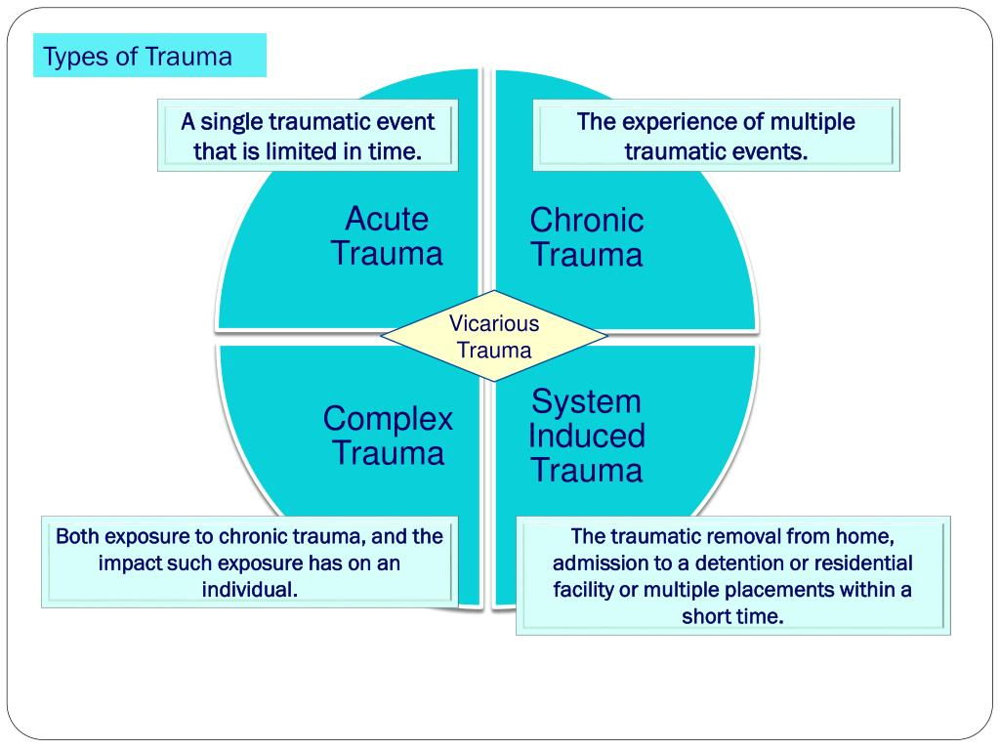 Types of Trauma
A single traumatic event
that is limited in time.
The experience of multiple
traumatic events.
Acute
Trauma
Chronic
Trauma
Vicarious
Trauma
Complex
Trauma
System
Induced
Trauma
Both exposure to chronic trauma, and the
impact such exposure has on an
individual.
The traumatic removal from home,
admission to a detention or residential
facility or multiple placements within a
short time.